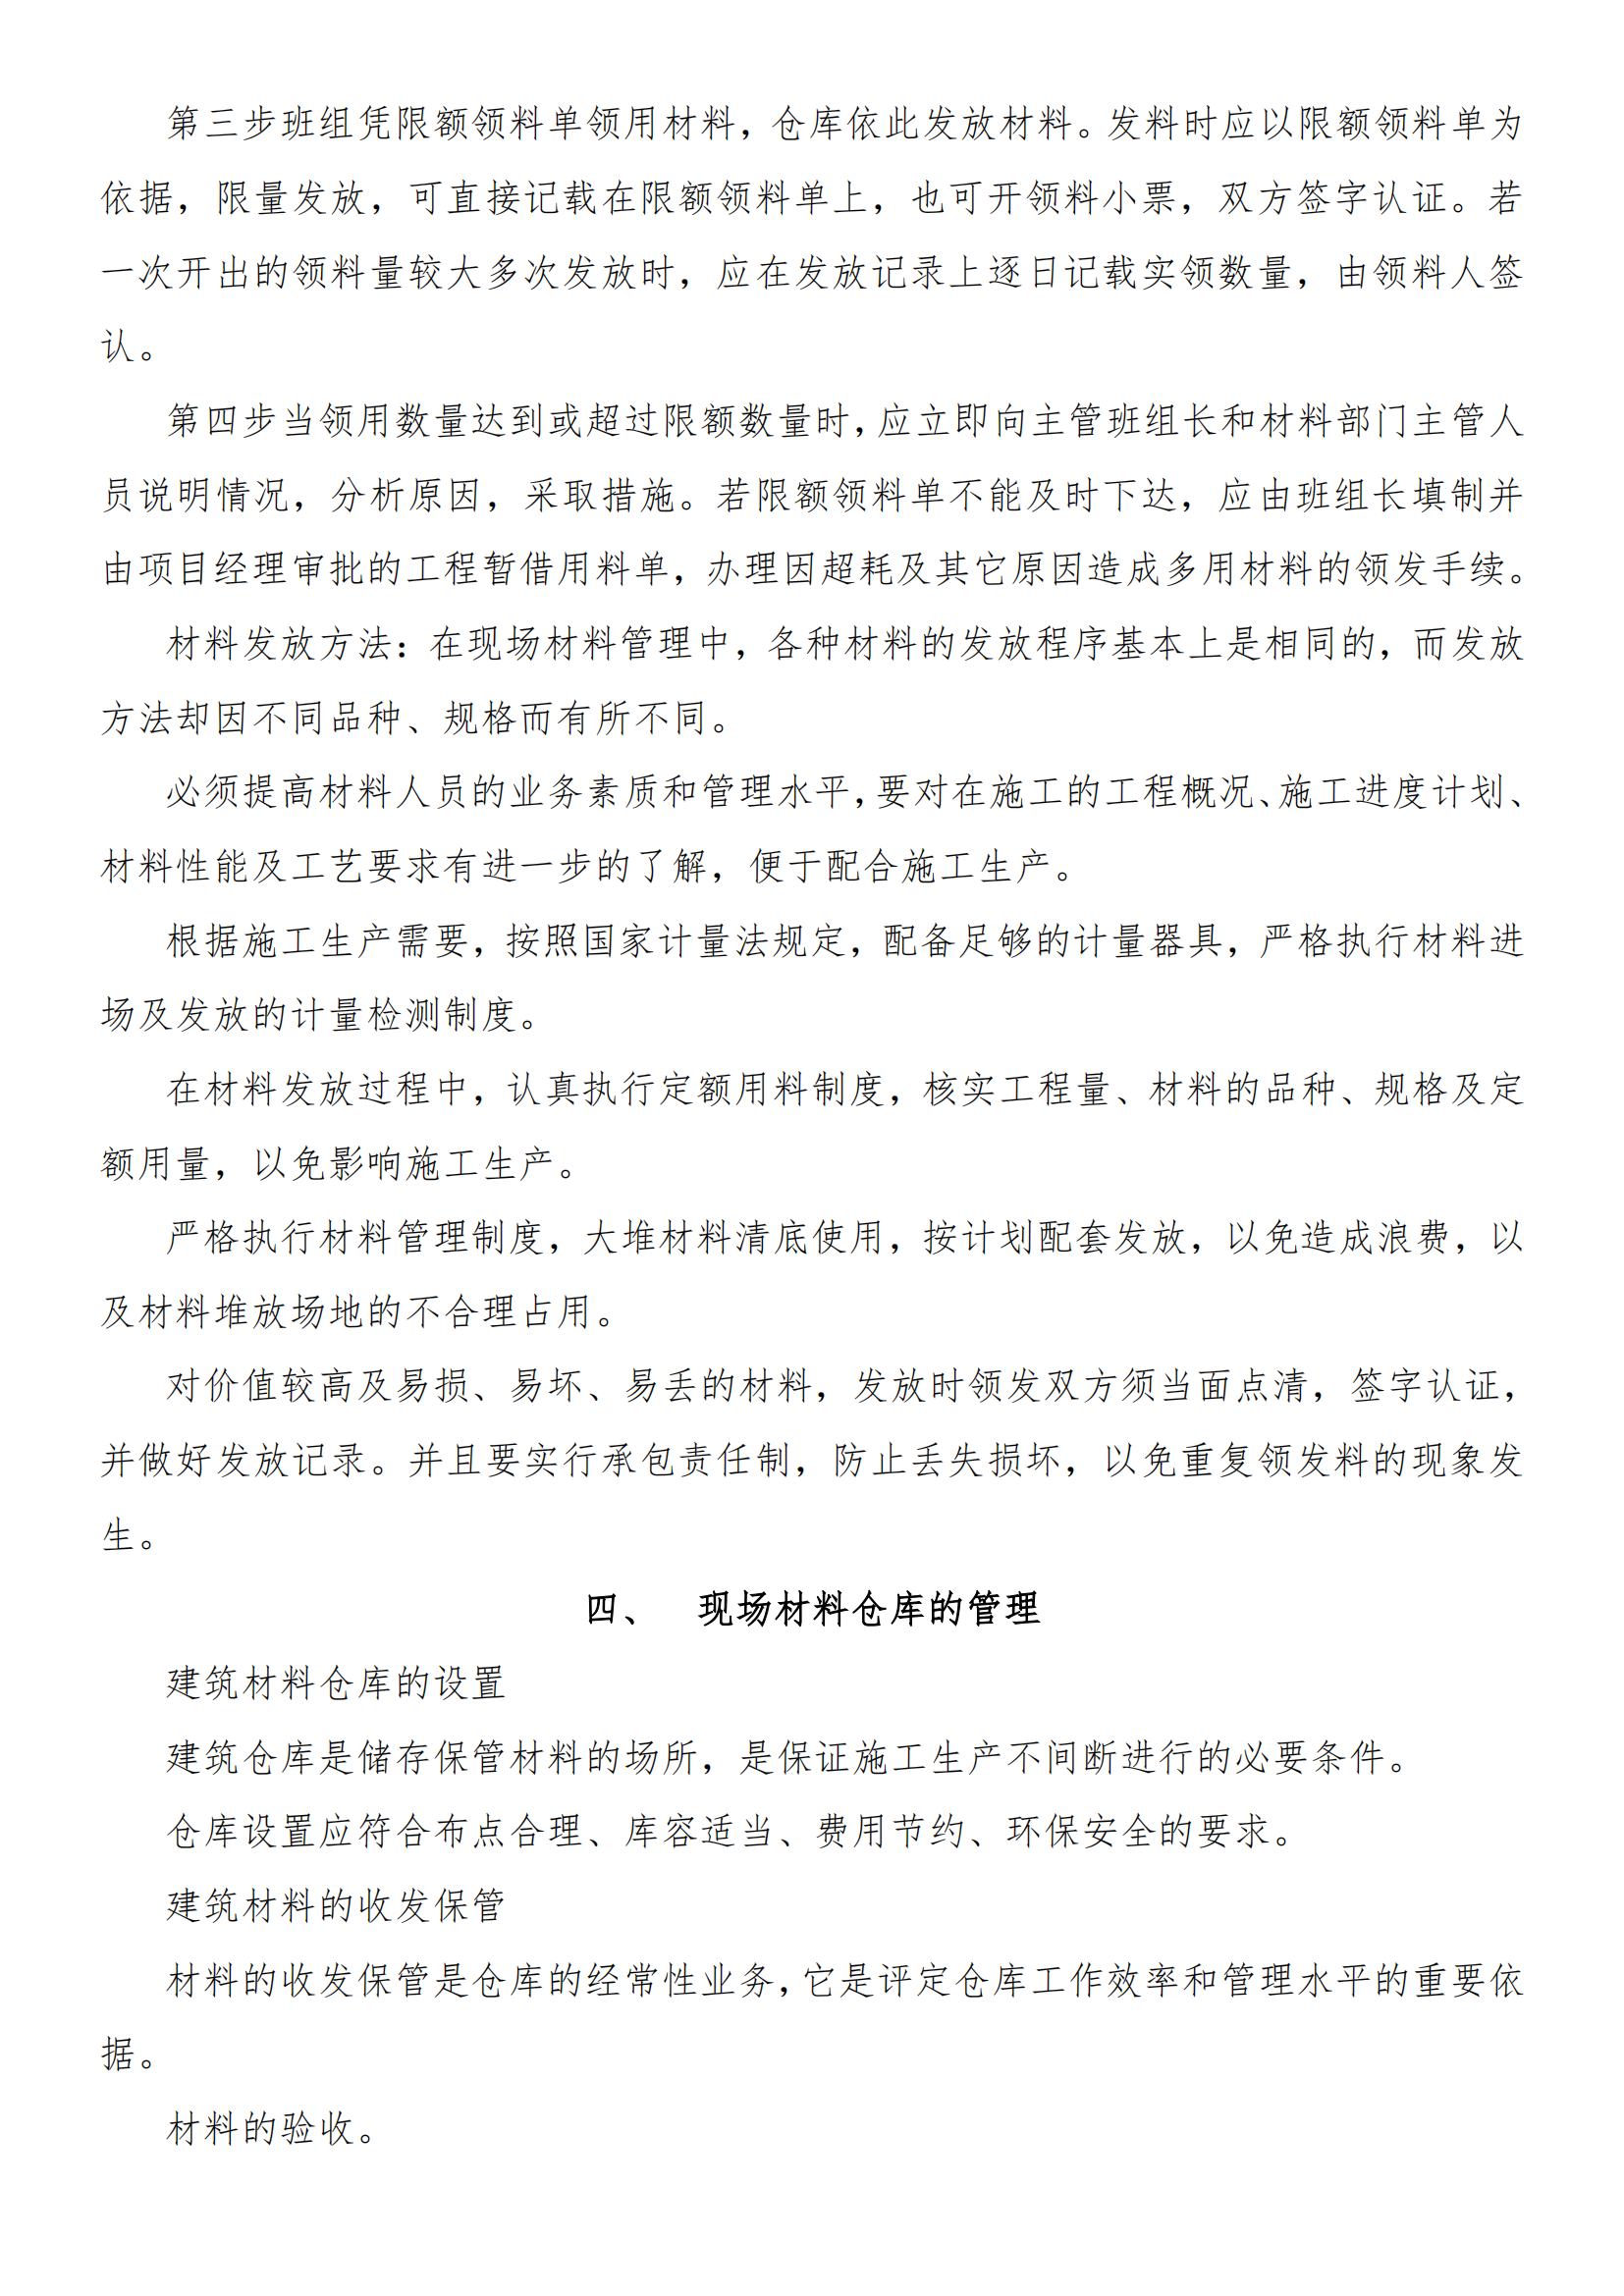 第三步班组凭限额领料单领用材料，仓库依此发放材料。发料时应以限额领料单为
依据，限量发放，可直接记载在限额领料单上，也可开领料小票，双方签字认证。若
一次开出的领料量较大多次发放时，应在发放记录上逐日记载实领数量，由领料人签
认。
第四步当领用数量达到或超过限额数量时，应立即向主管班组长和材料部门主管人
员说明情况，分析原因，采取措施。若限额领料单不能及时下达，应由班组长填制并
由项目经理审批的工程暂借用料单，办理因超耗及其它原因造成多用材料的领发手续。
材料发放方法：在现场材料管理中，各种材料的发放程序基本上是相同的，而发放
方法却因不同品种、规格而有所不同。
必须提高材料人员的业务素质和管理水平，要对在施工的工程概况、施工进度计划、
材料性能及工艺要求有进一步的了解，便于配合施工生产。
根据施工生产需要，按照国家计量法规定，配备足够的计量器具，严格执行材料进
场及发放的计量检测制度。
在材料发放过程中，认真执行定额用料制度，核实工程量、材料的品种、规格及定
额用量，以免影响施工生产。
严格执行材料管理制度，大堆材料清底使用，按计划配套发放，以免造成浪费，以
及材料堆放场地的不合理占用。
对价值较高及易损、易坏、易丢的材料，发放时领发双方须当面点清，签字认证，
并做好发放记录。并且要实行承包责任制，防止丢失损坏，以免重复领发料的现象发
生。
四、 现场材料仓库的管理
建筑材料仓库的设置
建筑仓库是储存保管材料的场所，是保证施工生产不间断进行的必要条件。
仓库设置应符合布点合理、库容适当、费用节约、环保安全的要求。
建筑材料的收发保管
材料的收发保管是仓库的经常性业务，它是评定仓库工作效率和管理水平的重要依
据。
材料的验收。